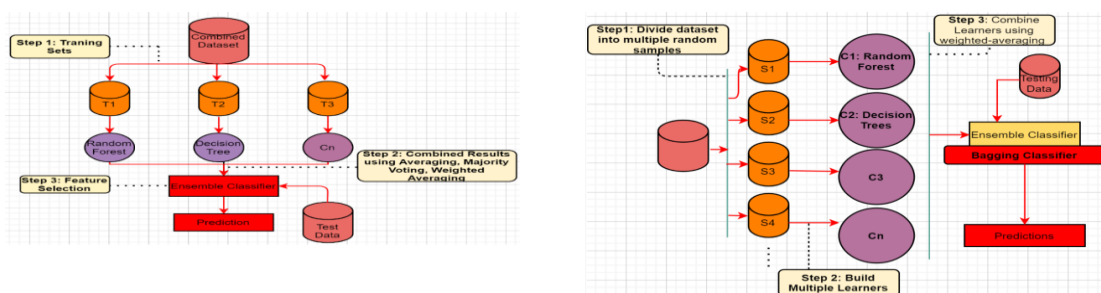 Step 1: Traning
Sets
Combined
Dataset
T1
T2
T3
Random
Forest
Decision
Tree
Cn
Step 2: Combined Results
using Averaging, Majority
Voting, Weighted
Averaging
Step 3: Feature
Selection
Ensemble Classifier
Prediction
Test
Data
Step1: Divide dataset
into multiple random
samples
S1
S2
S3
S4
C1: Random
Forest
C2: Decision
Trees
C3
Cn
Step 2: Build
Multiple Learners
Step 3: Combine
Learners using
weighted-averaging
Testing
Data
Ensemble Classifier
Bagging Classifier
Predictions